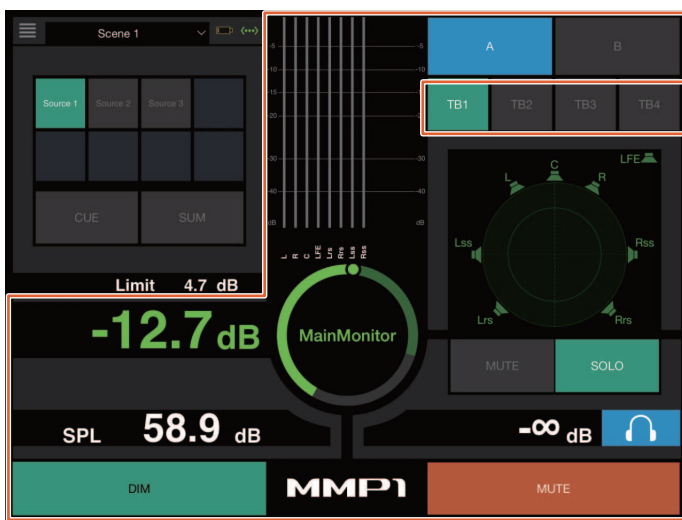 Scene 1
Source 1
Source 2
Source 3
CUE
SUM
Limit 4.7 dB
-12.7 dB
SPL 58.9 dB
DIM
-5
-10
-15
-20
-30
-40
dB
-5
-10
-20
-30
-40
dB
L R C LFE Lrs Rrs Lss Rss
MainMonitor
MMP1
A
B
TB1
TB2
TB3
TB4
LFE
C
L
R
Lss
Rss
Lrs
Rrs
MUTE
SOLO
-∞ dB
MUTE